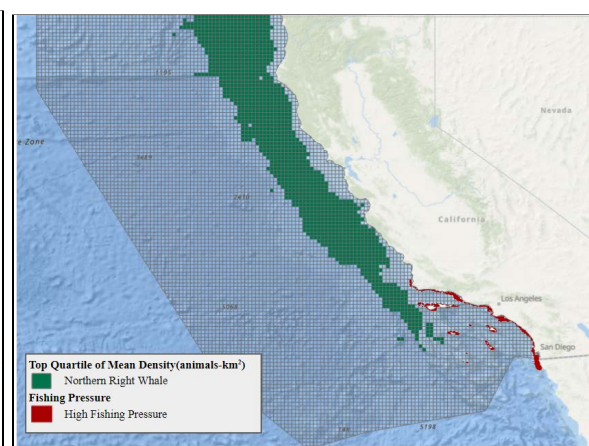 Nevada
e Zone
California
Los Angeles
San Diego
Top Quartile of Mean Density(animals-km²)
Northern Right Whale
Fishing Pressure
High Fishing Pressure